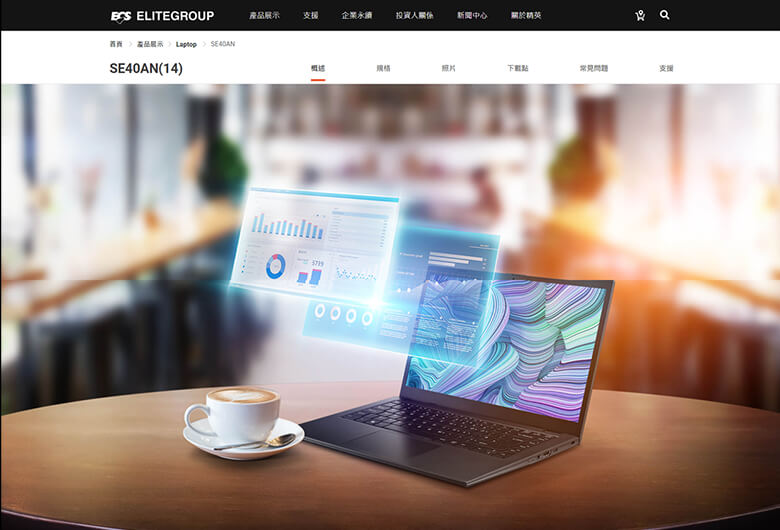 ECS ELITEGROUP 產品展示 支援 企業永續 投資人關係 新聞中心 關於精英
首頁 > 產品展示 > Laptop > SE40AN
SE40AN(14) 概述 規格 照片 下載點 常見問題 支援
5739